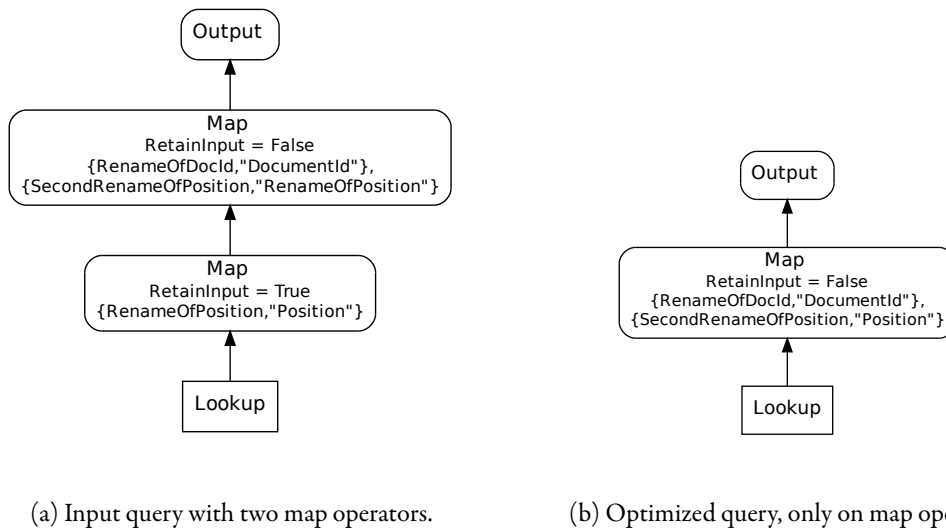 Output
Map
RetainInput = False
{RenameOfDocId,"DocumentId"},
{SecondRenameOfPosition,"RenameOfPosition"}
Map
RetainInput = True
{RenameOfPosition,"Position"}
Lookup
(a) Input query with two map operators.
Output
Map
RetainInput = False
{RenameOfDocId,"DocumentId"},
{SecondRenameOfPosition,"Position"}
Lookup
(b) Optimized query, only on map ope